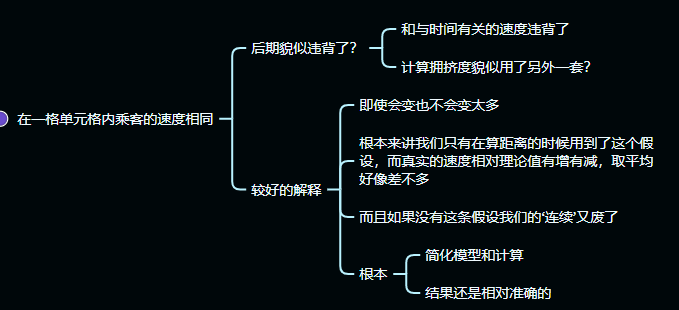 在一格单元格内乘客的速度相同
后期貌似违背了？
和与时间有关的速度违背了
计算拥挤度貌似用了另外一套？
较好的解释
即使会变也不会变太多
根本来讲我们只有在算距离的时候用到了这个假
设，而真实的速度相对理论值有增有减，取平均
好像差不多
而且如果没有这条假设我们的‘连续’又废了
根本
简化模型和计算
结果还是相对准确的